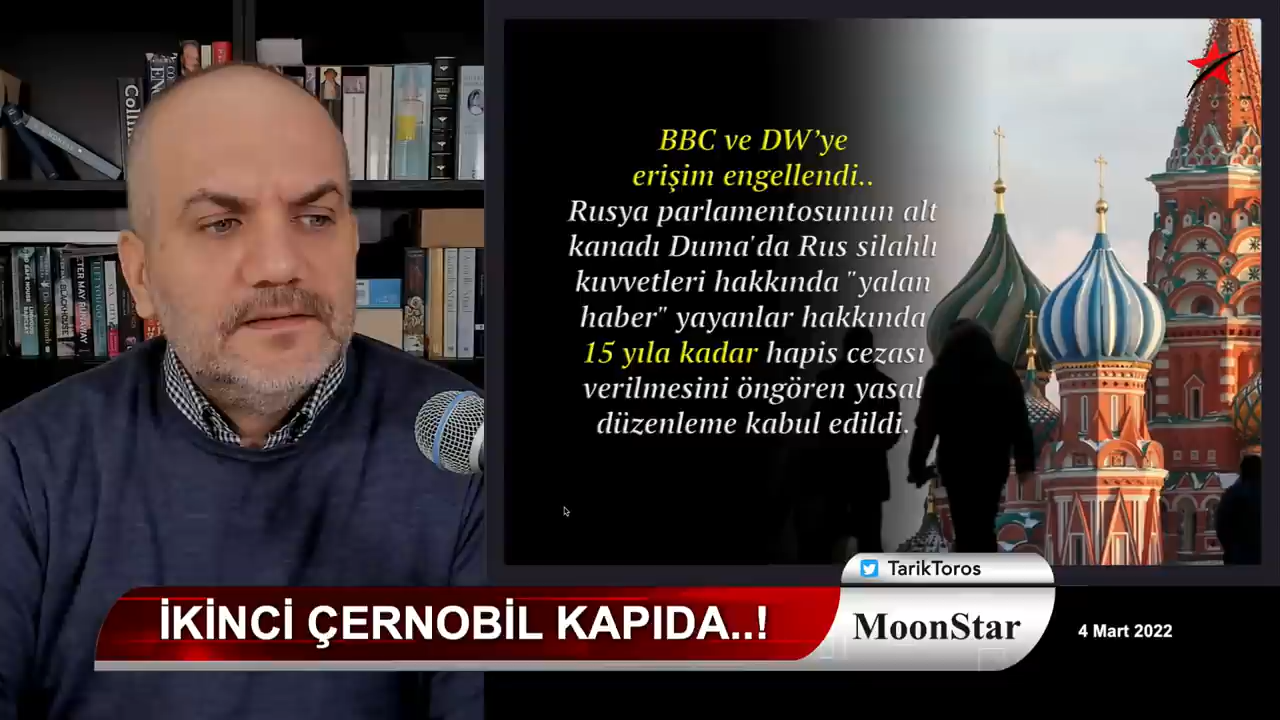 BBC ve DW'ye
erişim engellendi..
Rusya parlamentosunun alt
kanadı Duma'da Rus silahlı
kuvvetleri hakkında "yalan
haber" yayanlar hakkında
15 yıla kadar hapis cezası
verilmesini öngören yasal
düzenleme kabul edildi.
TarikToros
İKİNCİ ÇERNOBİL KAPIDA..!
MoonStar
4 Mart 2022